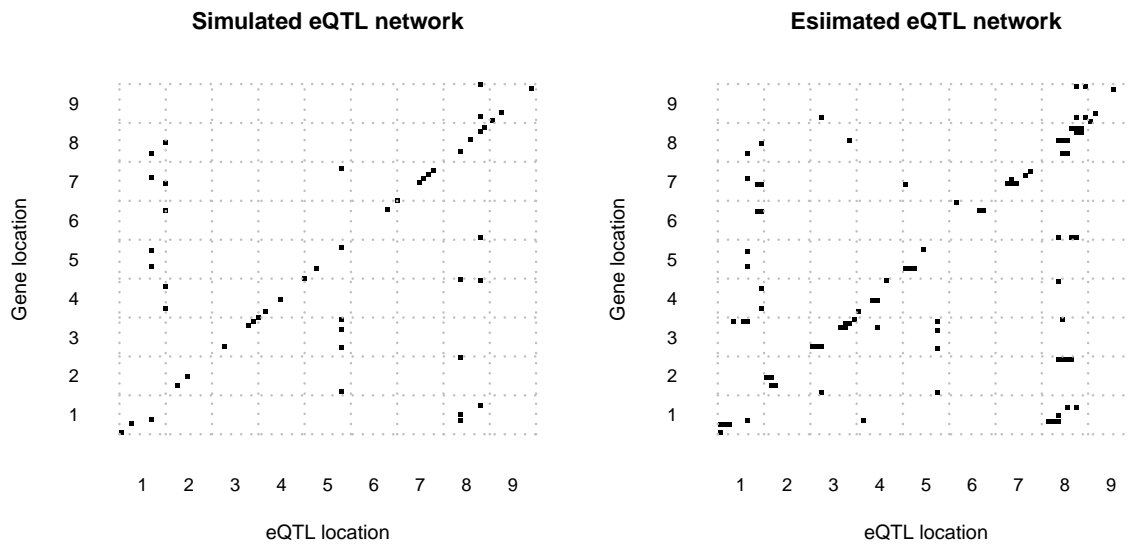 Simulated eQTL network
Gene location
9
8
7
6
5
4
3
2
1
1 2 3 4 5 6 7 8 9
eQTL location
Esiimated eQTL network
Gene location
9
8
7
6
5
4
3
2
1
1 2 3 4 5 6 7 8 9
eQTL location